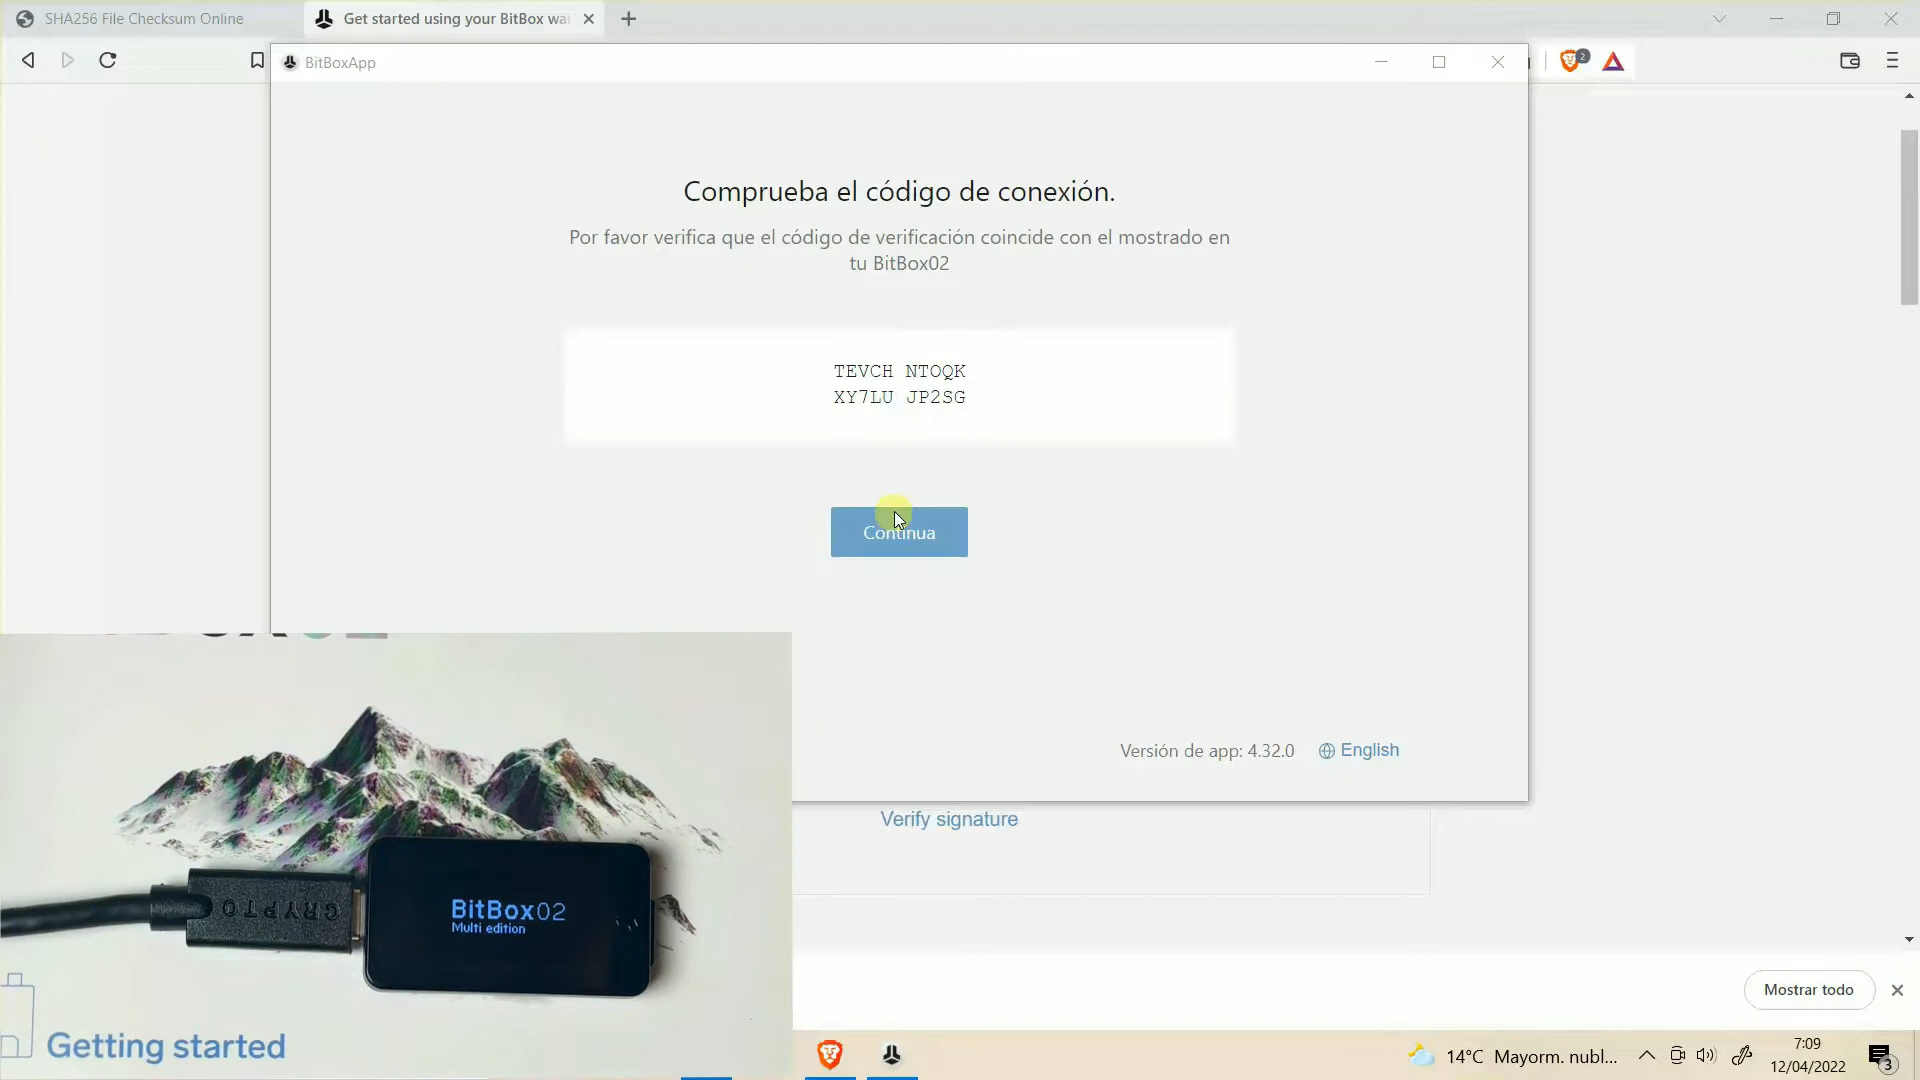 SHA256 File Checksum Online
Get started using your BitBox wa
BitBoxApp
2
Comprueba el código de conexión.
Por favor verifica que el código de verificación coincide con el mostrado en
tu BitBox02
TEVCH NTOQK
XY7LU JP2SG
Continua
Versión de app: 4.32.0
English
Verify signature
CRYPTO
BitBox02
Multi edition
Getting started
Mostrar todo
14°C Mayorm. nubl...
7:09
12/04/2022
3